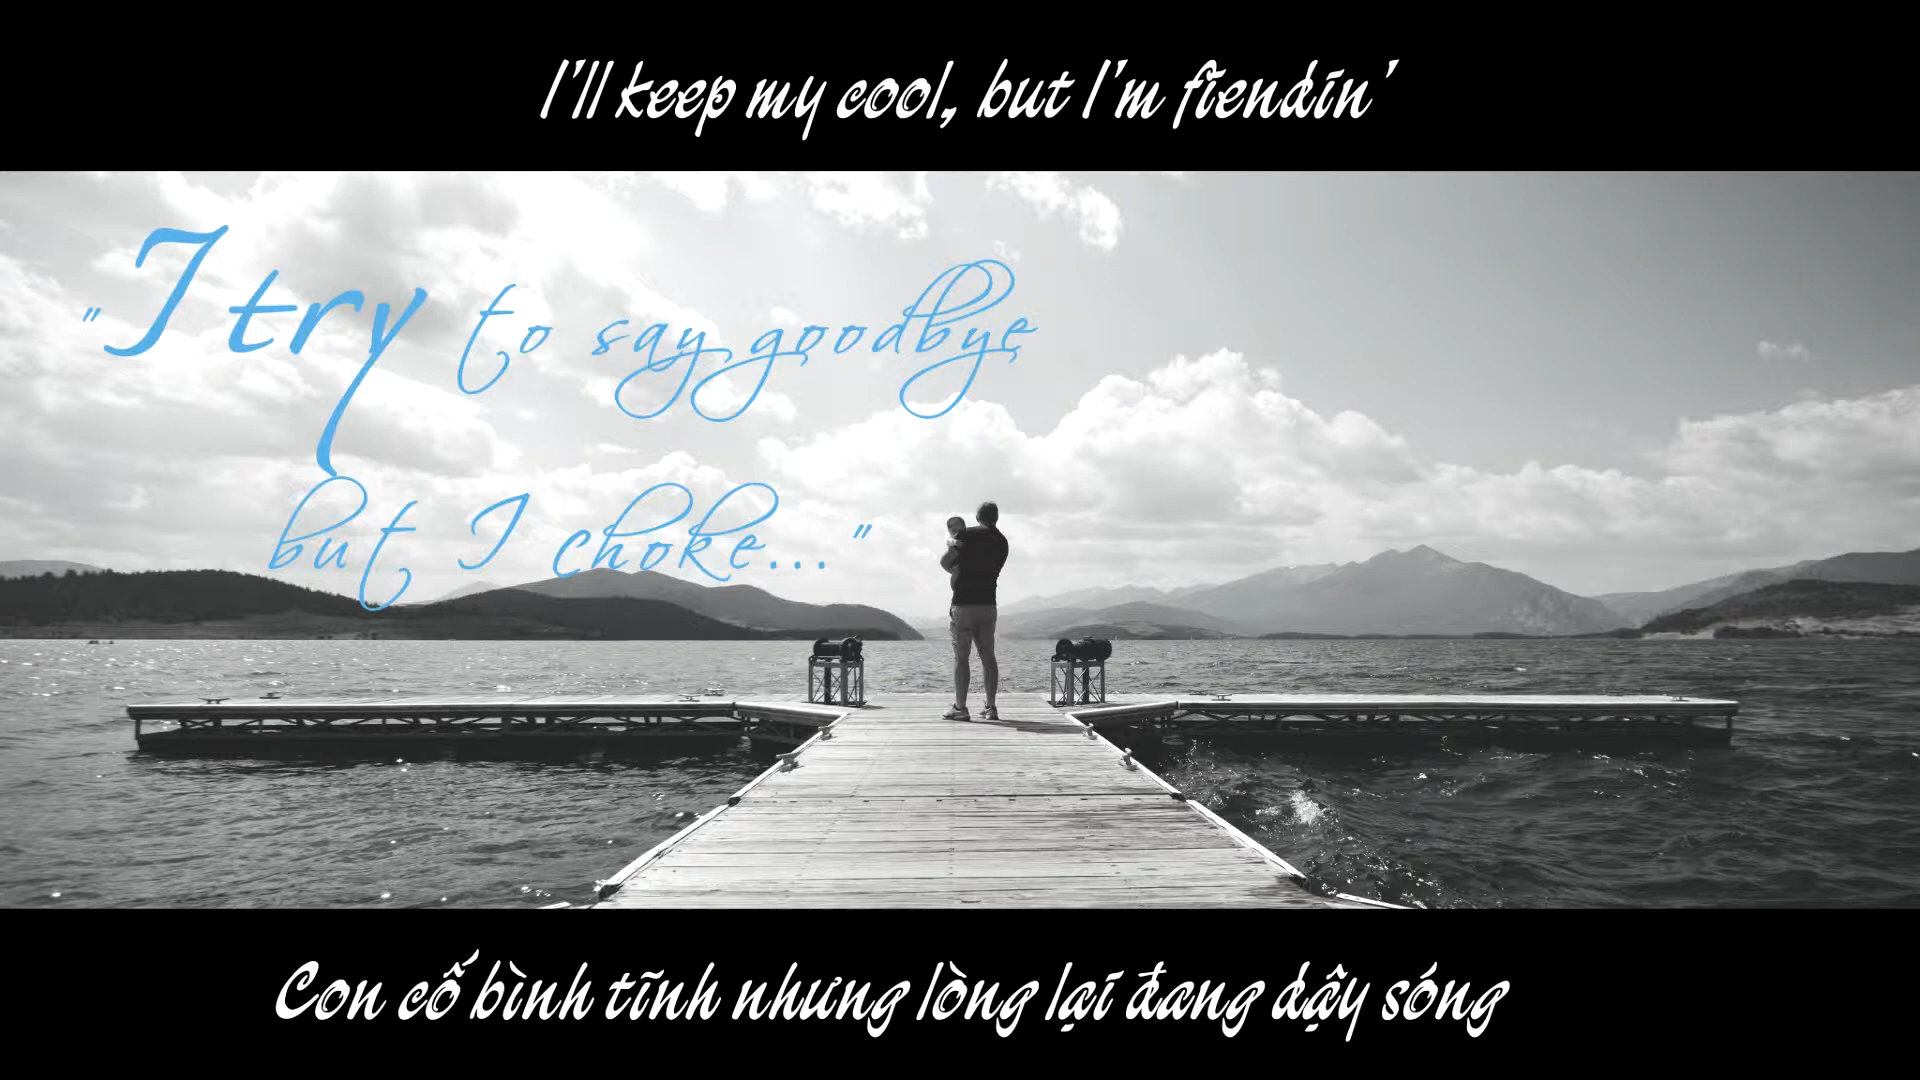 I'll keep my cool, but I'm fiendin'
"I try to say goodbye
but I choke..."
Con cố bình tĩnh nhưng lòng lại đang dậy sóng